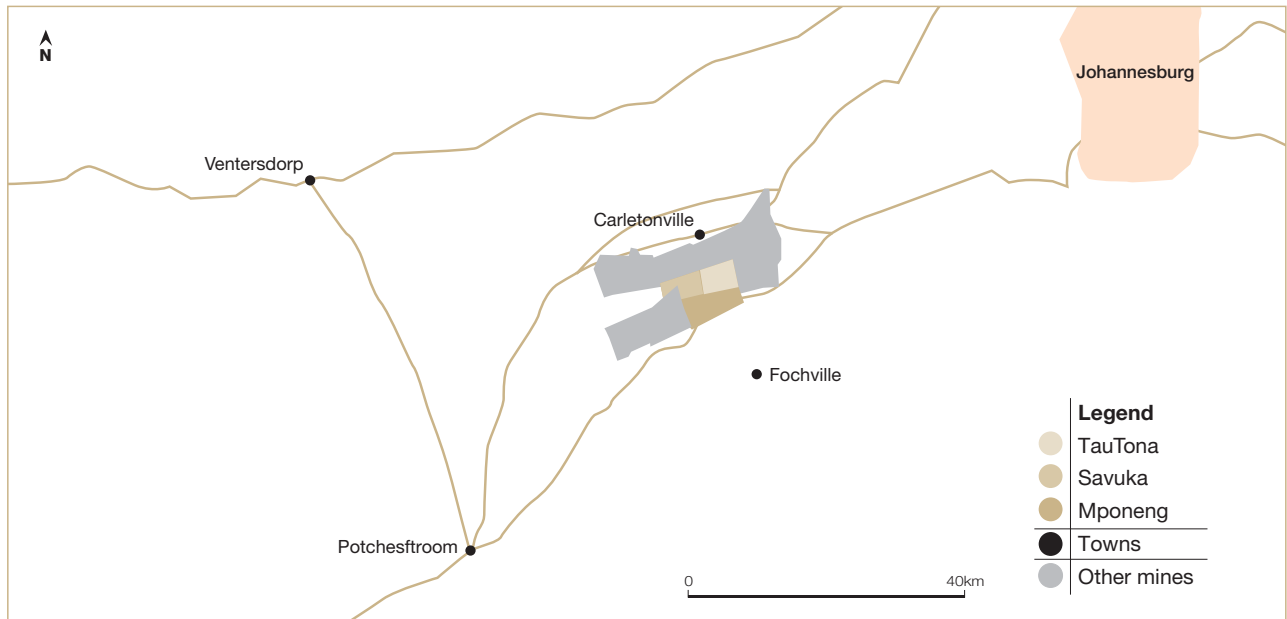 N
Johannesburg
Ventersdorp
Carletonville
Fochville
Potchesftroom
Legend
TauTona
Savuka
Mponeng
Towns
Other mines
0 40km